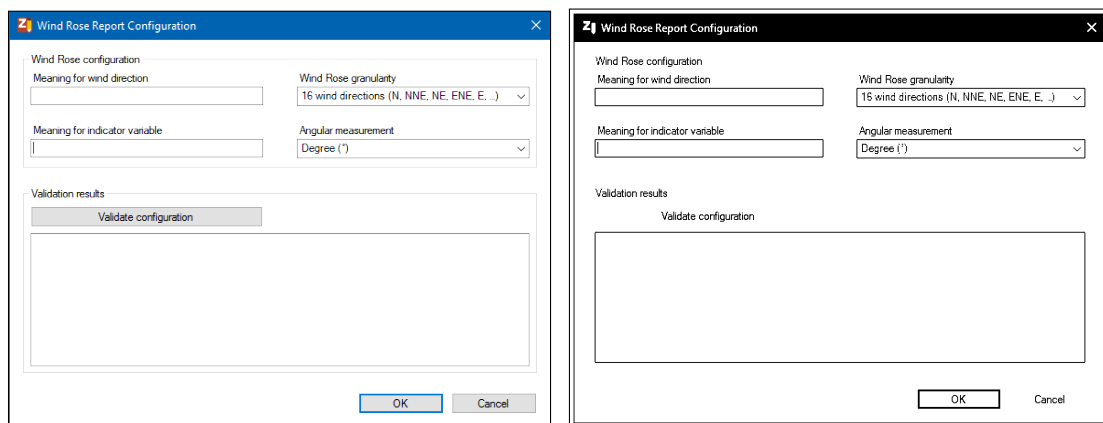 Wind Rose Report Configuration
Wind Rose configuration
Meaning for wind direction
Wind Rose granularity
16 wind directions (N, NNE, NE, ENE, E, ..)
Meaning for indicator variable
Angular measurement
Degree (°)
Validation results
Validate configuration
OK
Cancel
Wind Rose Report Configuration
Wind Rose configuration
Meaning for wind direction
Wind Rose granularity
16 wind directions (N, NNE, NE, ENE, E, ..)
Meaning for indicator variable
Angular measurement
Degree (°)
Validation results
Validate configuration
OK
Cancel